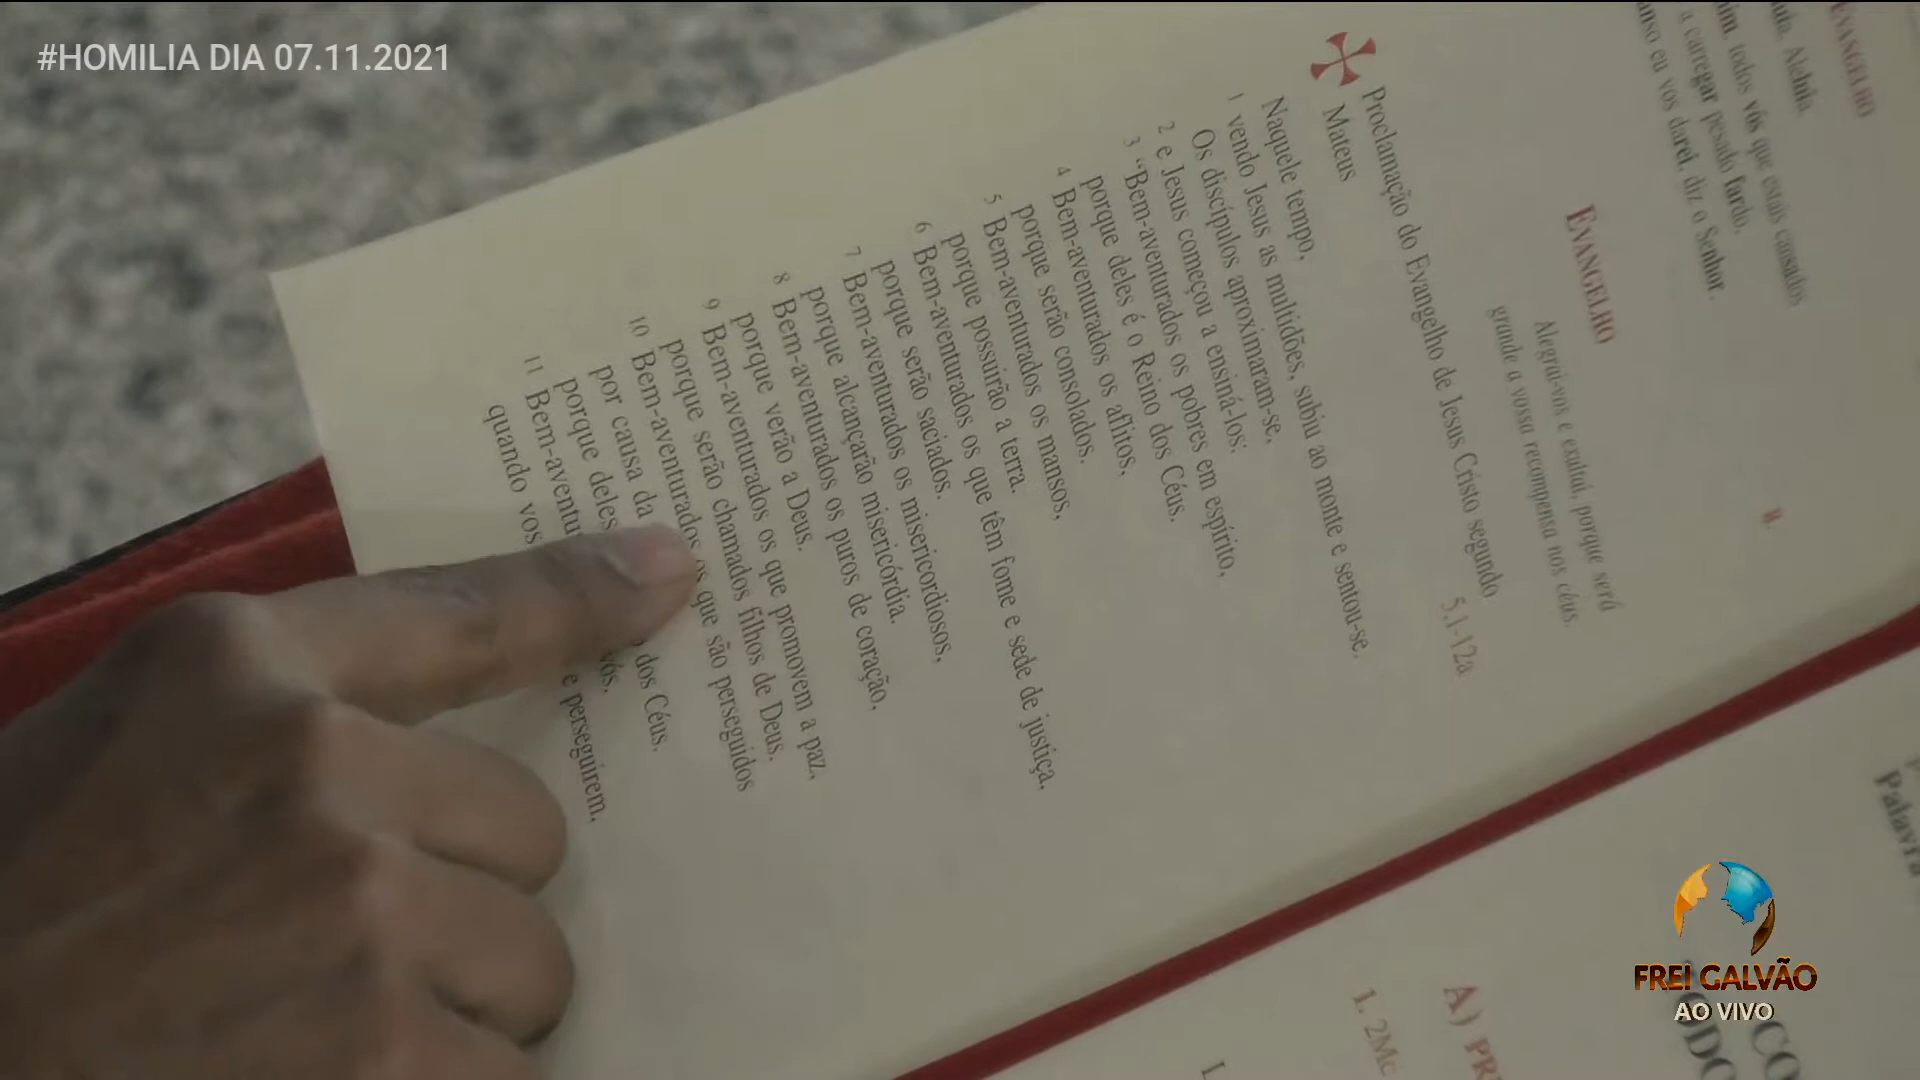 #HOMILIA DIA 07.11.2021
EVANGELHO
Aleluia.
todos vós que estais cansados
a carregar pesado fardo,
eu vos darei, diz o Senhor.
R.
EVANGELHO
Alegrai-vos e exultai, porque será
grande a vossa recompensa nos céus.
Proclamação do Evangelho de Jesus Cristo segundo
Mateus
5,1-12a
Naquele tempo,
1 vendo Jesus as multidões, subiu ao monte e sentou-se.
Os discípulos aproximaram-se,
2 e Jesus começou a ensiná-los:
3 “Bem-aventurados os pobres em espírito,
porque deles é o Reino dos Céus.
4 Bem-aventurados os aflitos,
porque serão consolados.
5 Bem-aventurados os mansos,
porque possuirão a terra.
6 Bem-aventurados os que têm fome e sede de justiça,
porque serão saciados.
7 Bem-aventurados os misericordiosos,
porque alcançarão misericórdia.
8 Bem-aventurados os puros de coração,
porque verão a Deus.
9 Bem-aventurados os que promovem a paz,
porque serão chamados filhos de Deus.
10 Bem-aventurados os que são perseguidos
por causa da
porque deles dos Céus.
11 Bem-aventu vós,
quando vos e perseguirem,
Palavra
A) PR
1. 2Mc
FREI GALVÃO
AO VIVO